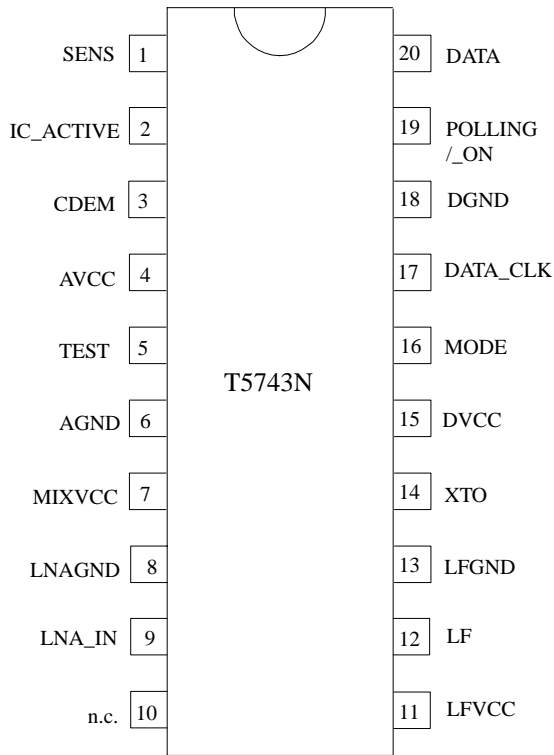 SENS 1 20 DATA
IC_ACTIVE 2 19 POLLING
/_ON
CDEM 3 18 DGND
AVCC 4 17 DATA_CLK
TEST 5 16 MODE
T5743N
AGND 6 15 DVCC
MIXVCC 7 14 XTO
LNAGND 8 13 LFGND
LNA_IN 9 12 LF
n.c. 10 11 LFVCC